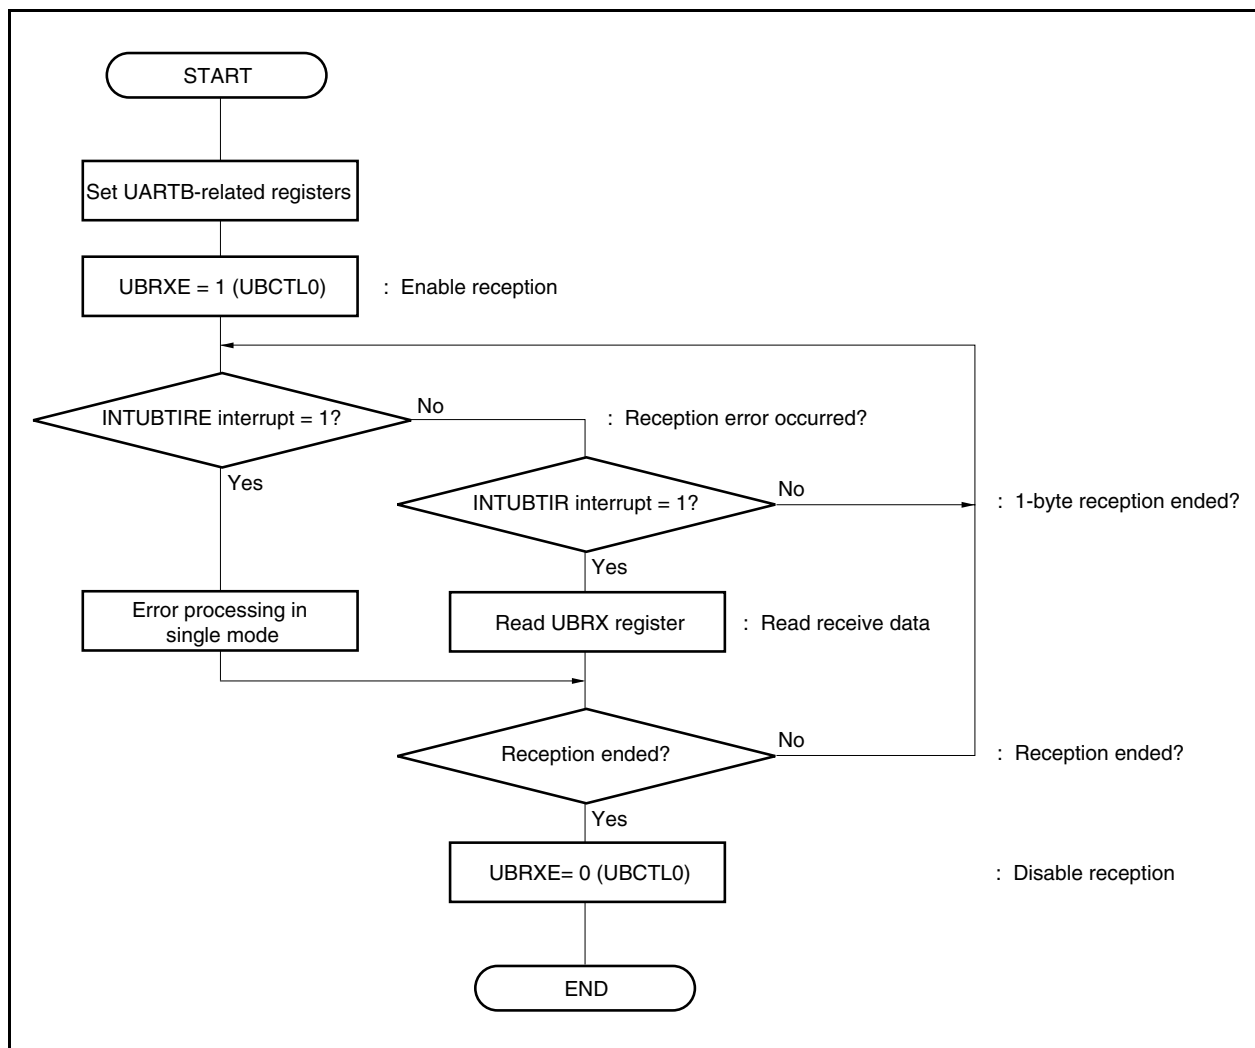 START
Set UARTB-related registers
UBRXE = 1 (UBCTL0)
: Enable reception
INTUBTIRE interrupt = 1?
No
: Reception error occurred?
Yes
INTUBTIR interrupt = 1?
No
: 1-byte reception ended?
Yes
Error processing in
single mode
Read UBRX register
: Read receive data
Reception ended?
No
: Reception ended?
Yes
UBRXE= 0 (UBCTL0)
: Disable reception
END